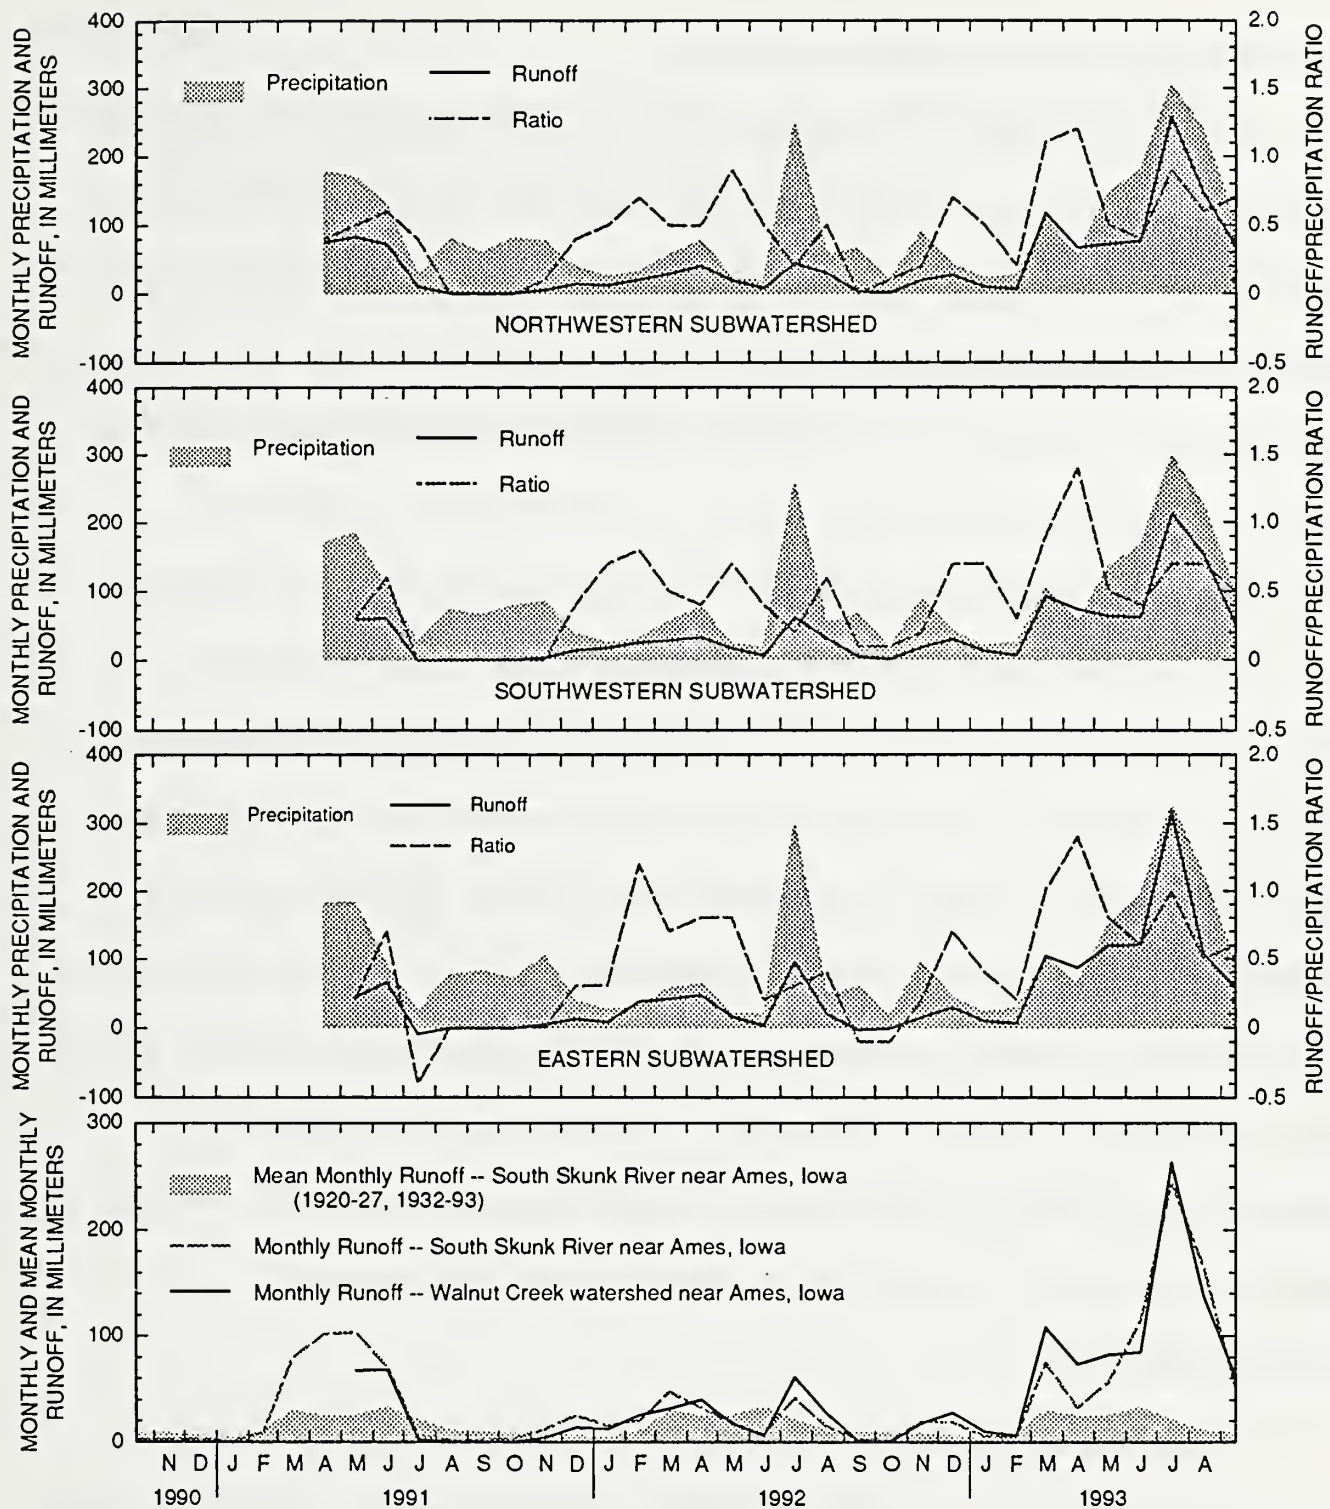 MONTHLY PRECIPITATION AND
RUNOFF, IN MILLIMETERS
400
300
200
100
0
-100
Precipitation
Runoff
Ratio
NORTHWESTERN SUBWATERSHED
2.0
1.5
1.0
0.5
0
-0.5
RUNOFF/PRECIPITATION RATIO
MONTHLY PRECIPITATION AND
RUNOFF, IN MILLIMETERS
400
300
200
100
0
-100
Precipitation
Runoff
Ratio
SOUTHWESTERN SUBWATERSHED
2.0
1.5
1.0
0.5
0
-0.5
RUNOFF/PRECIPITATION RATIO
MONTHLY PRECIPITATION AND
RUNOFF, IN MILLIMETERS
400
300
200
100
0
-100
Precipitation
Runoff
Ratio
EASTERN SUBWATERSHED
2.0
1.5
1.0
0.5
0
-0.5
RUNOFF/PRECIPITATION RATIO
MONTHLY AND MEAN MONTHLY
RUNOFF, IN MILLIMETERS
300
200
100
0
Mean Monthly Runoff -- South Skunk River near Ames, Iowa
(1920-27, 1932-93)
Monthly Runoff -- South Skunk River near Ames, Iowa
Monthly Runoff -- Walnut Creek watershed near Ames, Iowa
N D J F M A M J J A S O N D J F M A M J J A S O N D J F M A M J J A
1990 1991 1992 1993